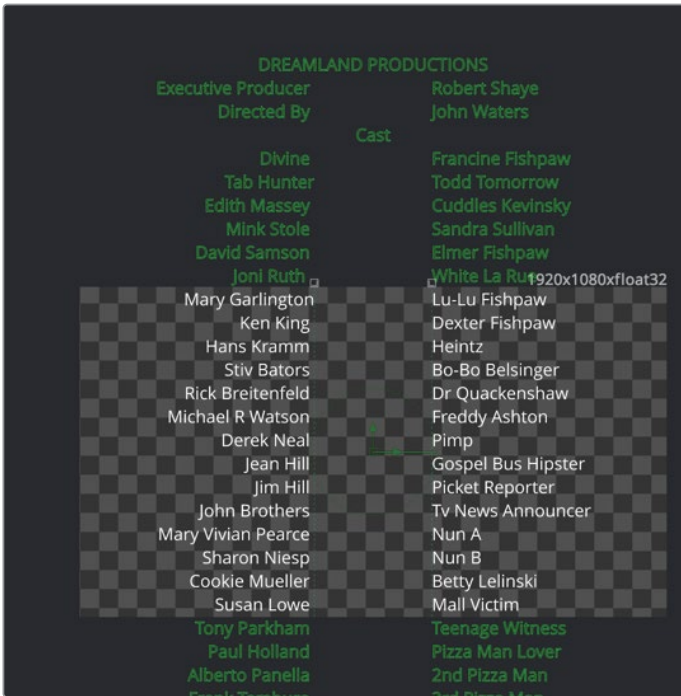 DREAMLAND PRODUCTIONS
Executive Producer Robert Shaye
Directed By John Waters
Cast
Divine Francine Fishpaw
Tab Hunter Todd Tomorrow
Edith Massey Cuddles Kevinsky
Mink Stole Sandra Sullivan
David Samson Elmer Fishpaw
Joni Ruth White La Rue
1920x1080xfloat32
Mary Garlington Lu-Lu Fishpaw
Ken King Dexter Fishpaw
Hans Kramm Heintz
Stiv Bators Bo-Bo Belsinger
Rick Breitenfeld Dr Quackenshaw
Michael R Watson Freddy Ashton
Derek Neal Pimp
Jean Hill Gospel Bus Hipster
Jim Hill Picket Reporter
John Brothers Tv News Announcer
Mary Vivian Pearce Nun A
Sharon Niesp Nun B
Cookie Mueller Betty Lelinski
Susan Lowe Mall Victim
Tony Parkham Teenage Witness
Paul Holland Pizza Man Lover
Alberto Panella 2nd Pizza Man